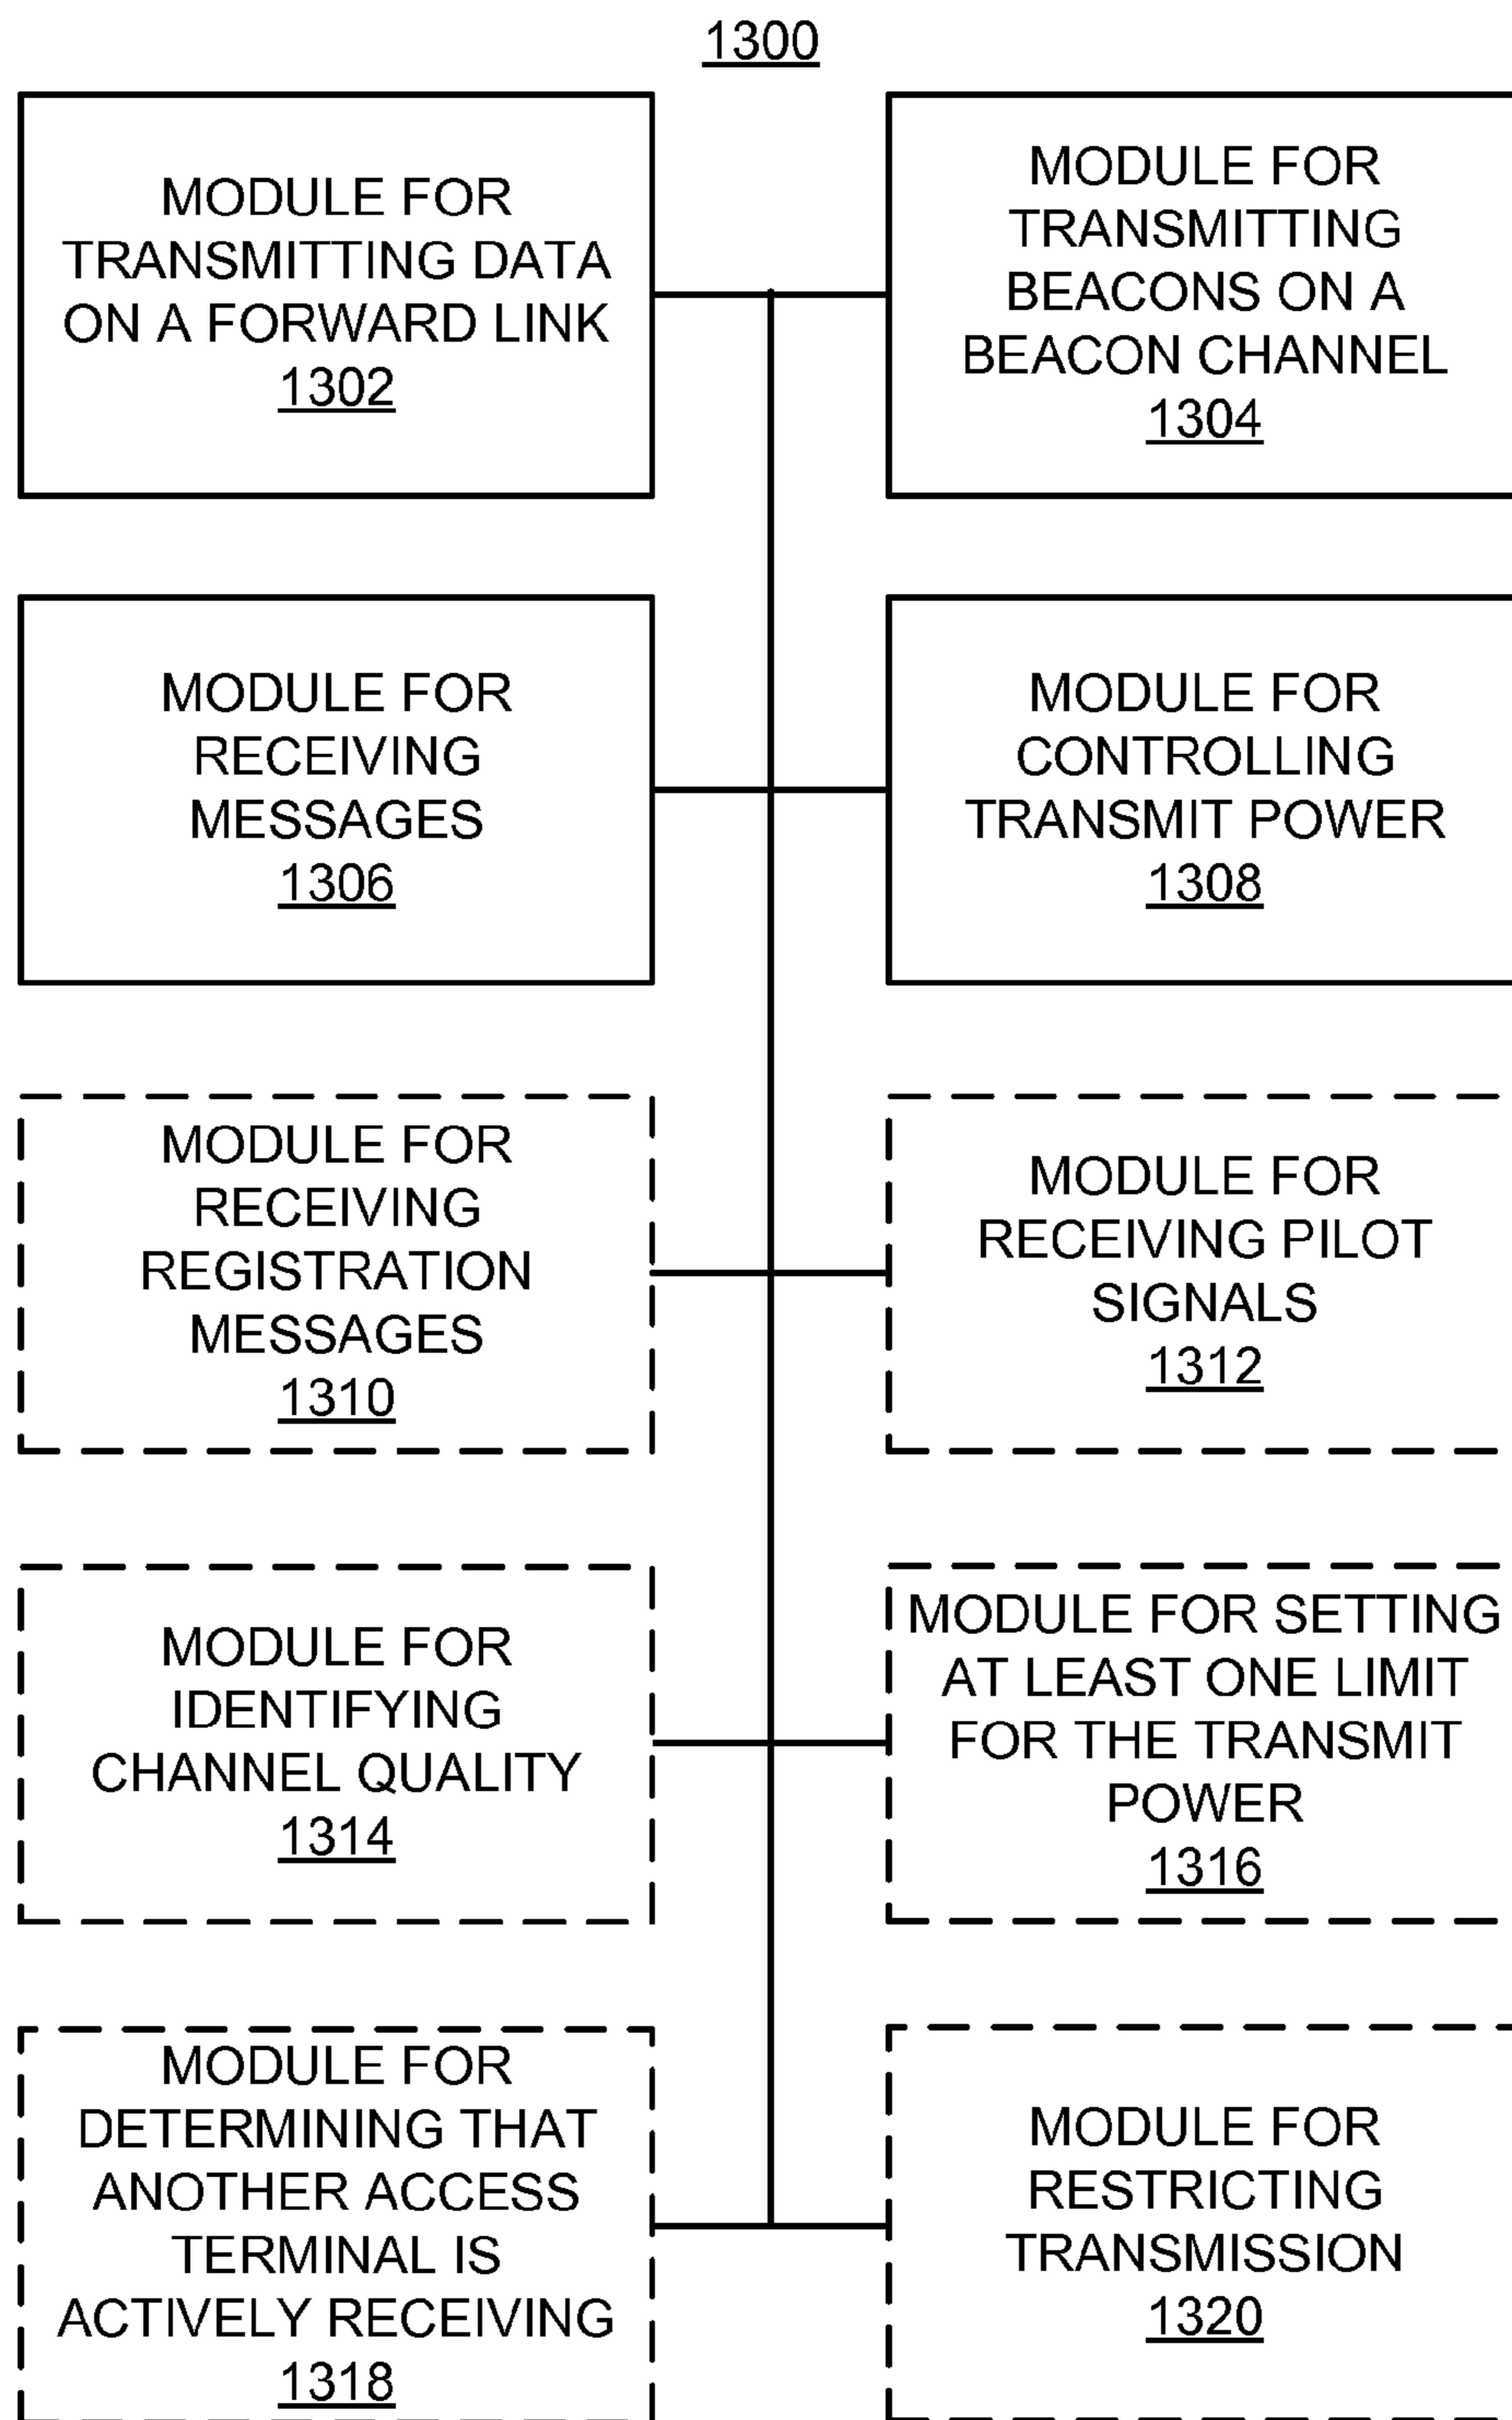 1300
MODULE FOR
TRANSMITTING DATA
ON A FORWARD LINK
1302
MODULE FOR
TRANSMITTING
BEACONS ON A
BEACON CHANNEL
1304
MODULE FOR
RECEIVING
MESSAGES
1306
MODULE FOR
CONTROLLING
TRANSMIT POWER
1308
MODULE FOR
RECEIVING
REGISTRATION
MESSAGES
1310
MODULE FOR
RECEIVING PILOT
SIGNALS
1312
MODULE FOR
IDENTIFYING
CHANNEL QUALITY
1314
MODULE FOR SETTING
AT LEAST ONE LIMIT
FOR THE TRANSMIT
POWER
1316
MODULE FOR
DETERMINING THAT
ANOTHER ACCESS
TERMINAL IS
ACTIVELY RECEIVING
1318
MODULE FOR
RESTRICTING
TRANSMISSION
1320